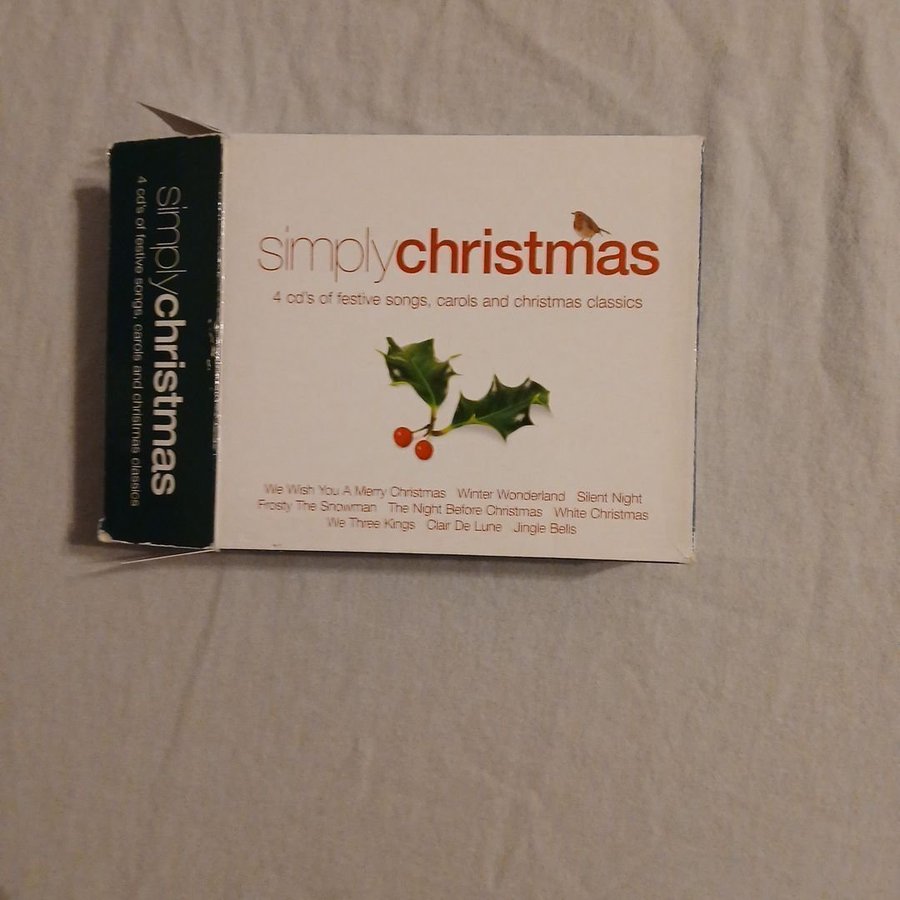 simplychristmas
4 cd's of festive songs, carols and christmas classics
simplychristmas
4 cd's of festive songs, carols and christmas classics
We Wish You A Merry Christmas Winter Wonderland Silent Night
Frosty The Snowman The Night Before Christmas White Christmas
We Three Kings Clair De Lune Jingle Bells